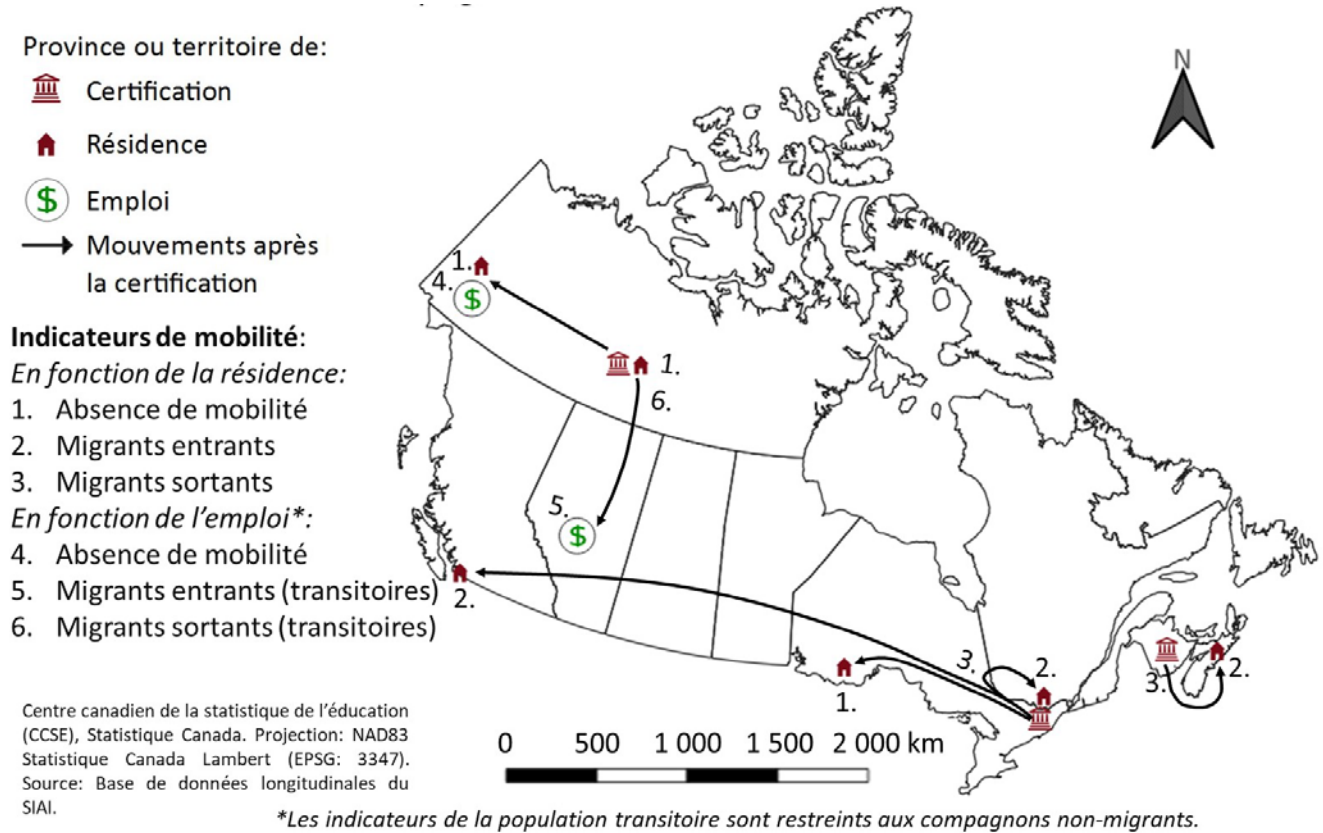 Province ou territoire de:
Certification
Résidence
$ Emploi
Mouvements après
la certification
Indicateurs de mobilité:
En fonction de la résidence:
1. Absence de mobilité
2. Migrants entrants
3. Migrants sortants
En fonction de l'emploi*:
4. Absence de mobilité
5. Migrants entrants (transitoires)
6. Migrants sortants (transitoires)
Centre canadien de la statistique de l'éducation
(CCSE), Statistique Canada. Projection: NAD83
Statistique Canada Lambert (EPSG: 3347).
Source: Base de données longitudinales du
SIAI.
N
1.
4.
$
1.
6.
5.
$
2.
3.
2.
1.
3.
2.
0 500 1 000 1 500 2 000 km
*Les indicateurs de la population transitoire sont restreints aux compagnons non-migrants.